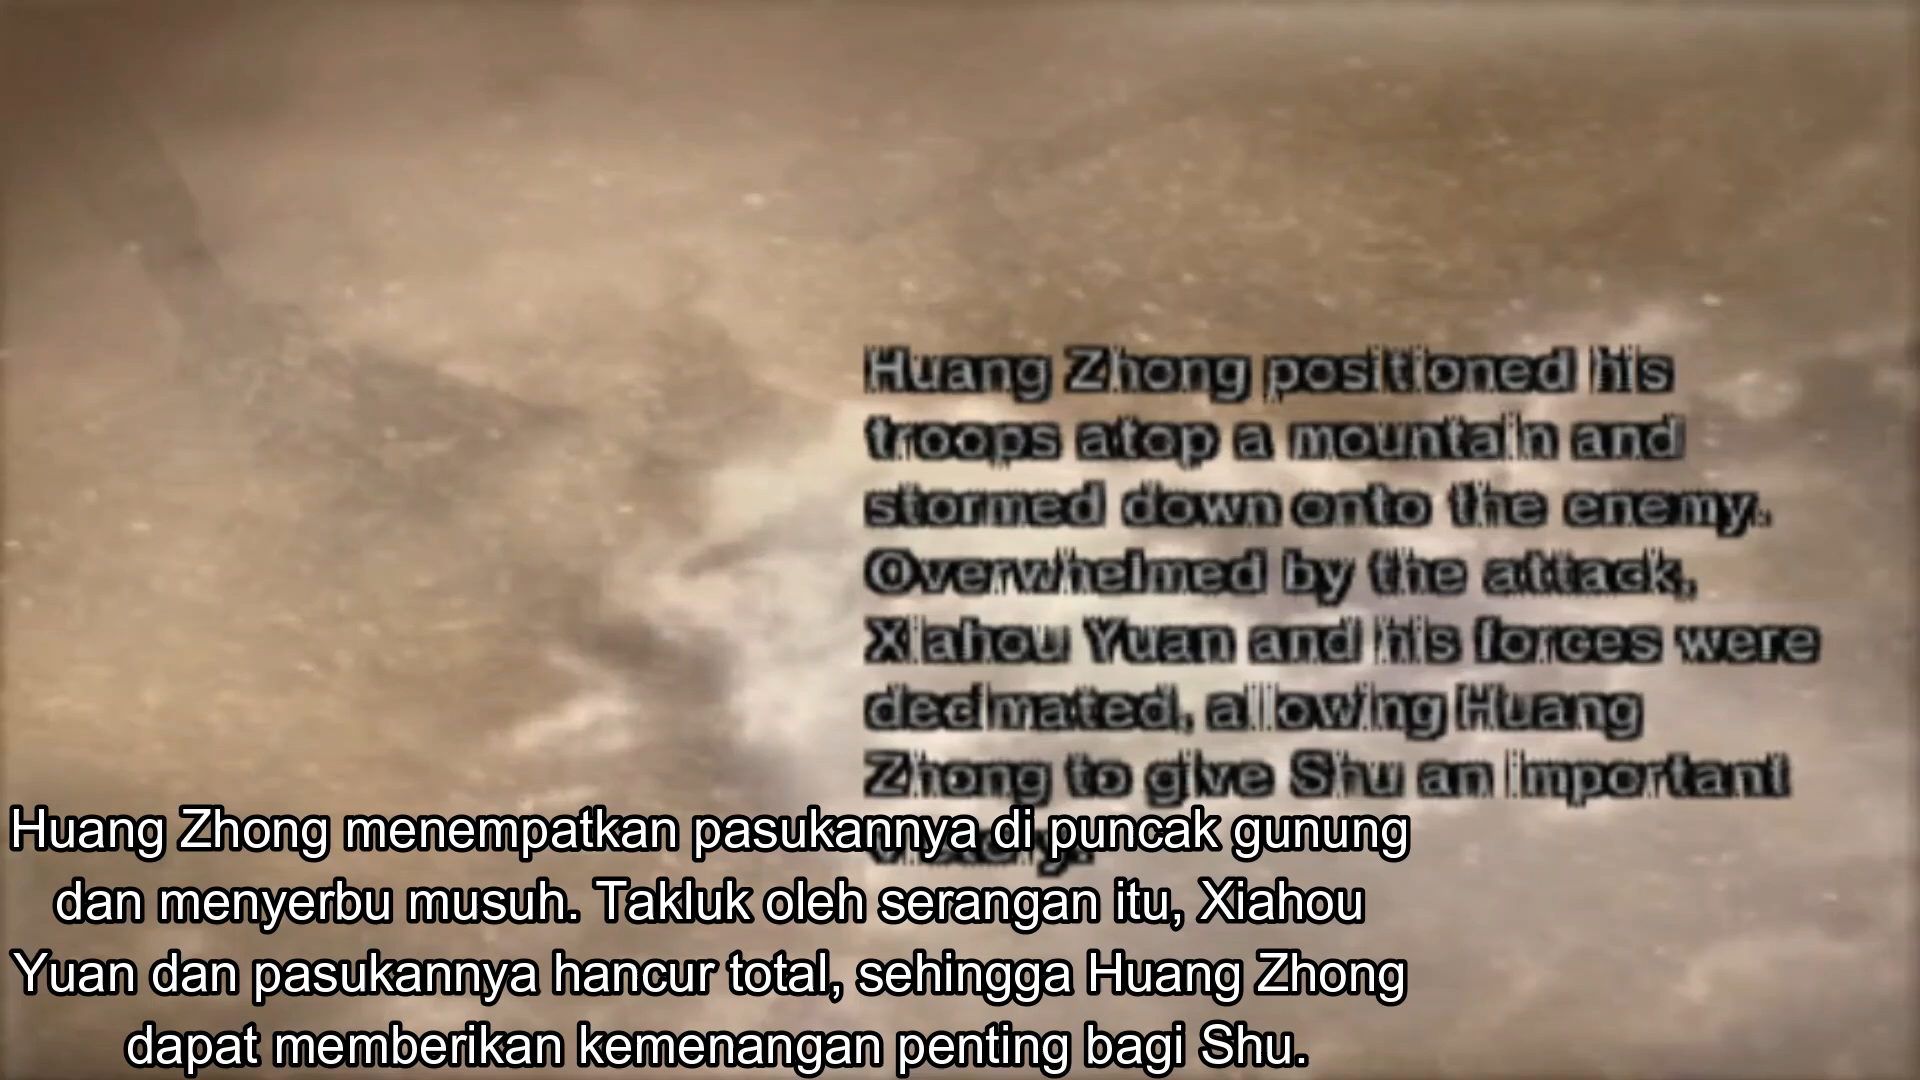 Huang Zhong positioned his
troops atop a mountain and
stormed down onto the enemy.
Overwhelmed by the attack,
Xiahou Yuan and his forces were
decimated, allowing Huang
Zhong to give Shu an important
Huang Zhong menempatkan pasukannya di puncak gunung
dan menyerbu musuh. Takluk oleh serangan itu, Xiahou
Yuan dan pasukannya hancur total, sehingga Huang Zhong
dapat memberikan kemenangan penting bagi Shu.